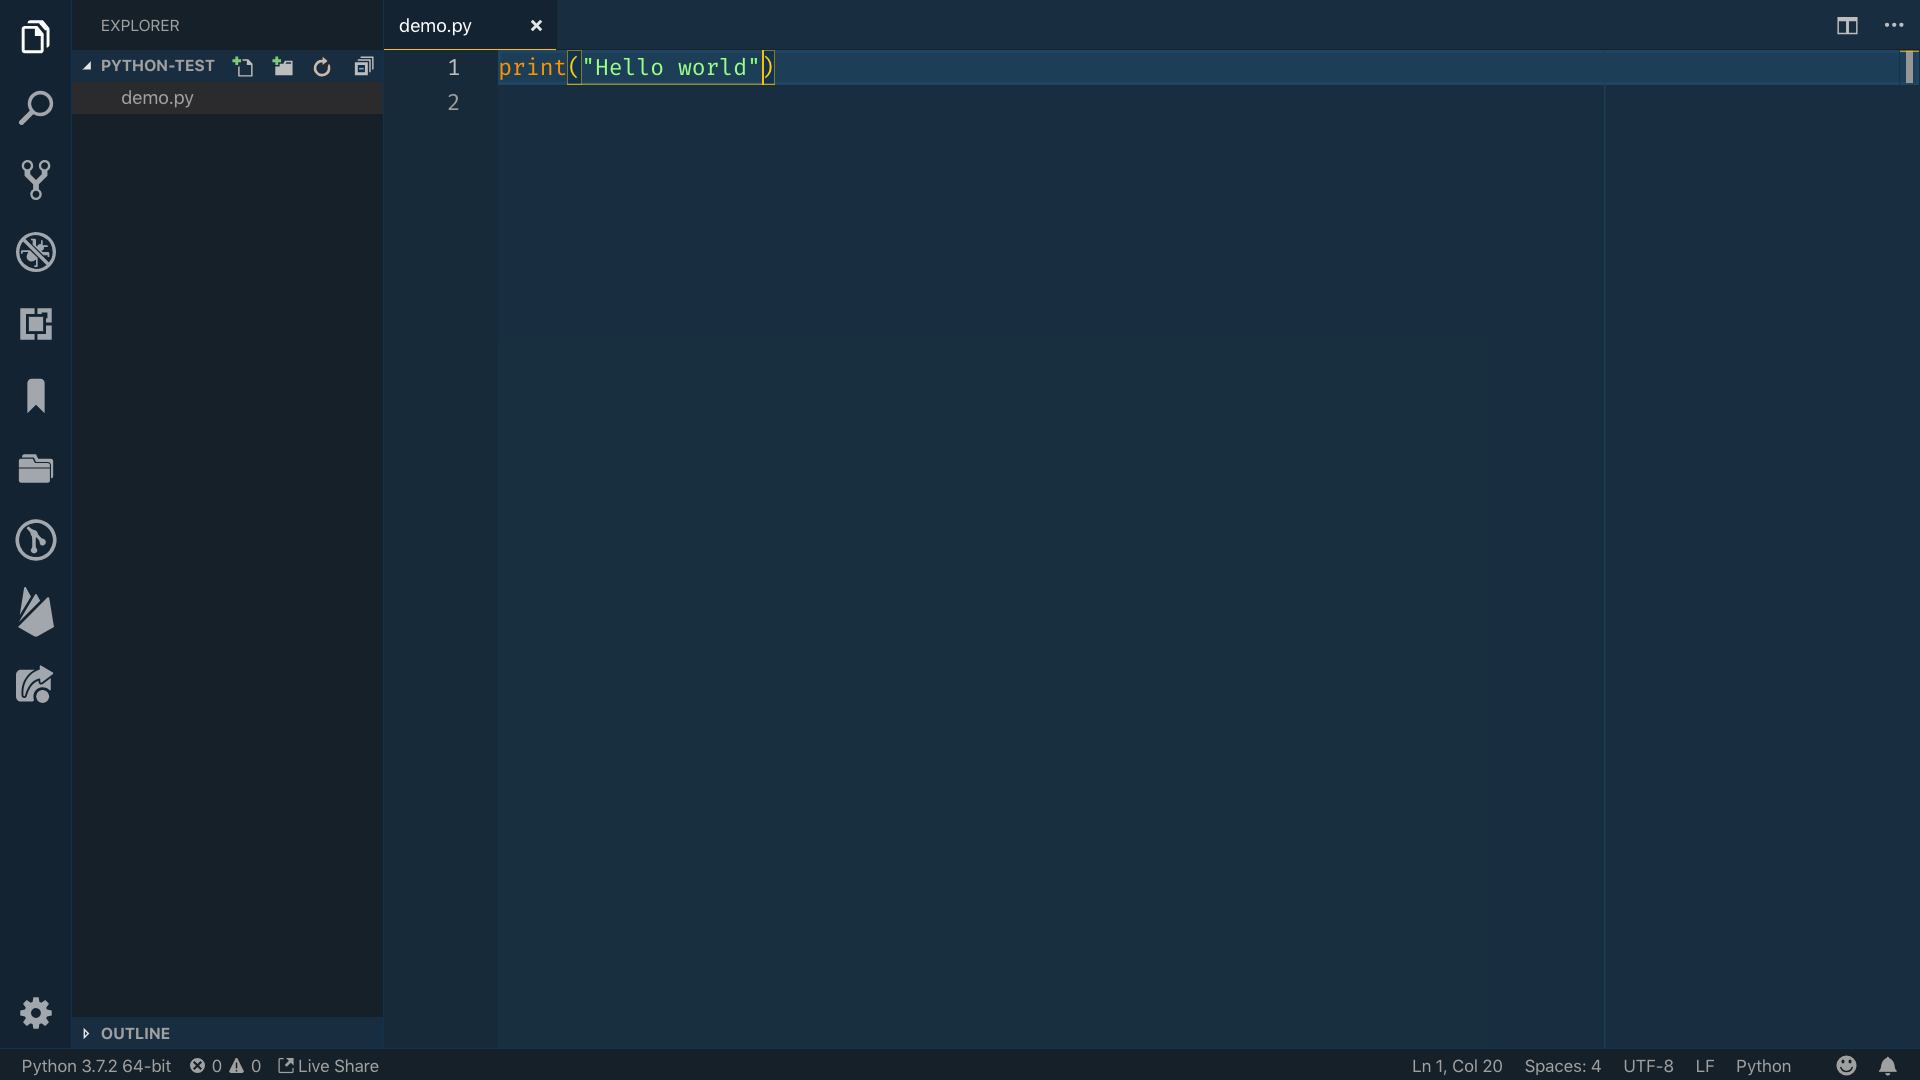 EXPLORER
PYTHON-TEST
demo.py
OUTLINE
demo.py
1 print("Hello world")
2
Python 3.7.2 64-bit 0 0 Live Share
Ln 1, Col 20 Spaces: 4 UTF-8 LF Python